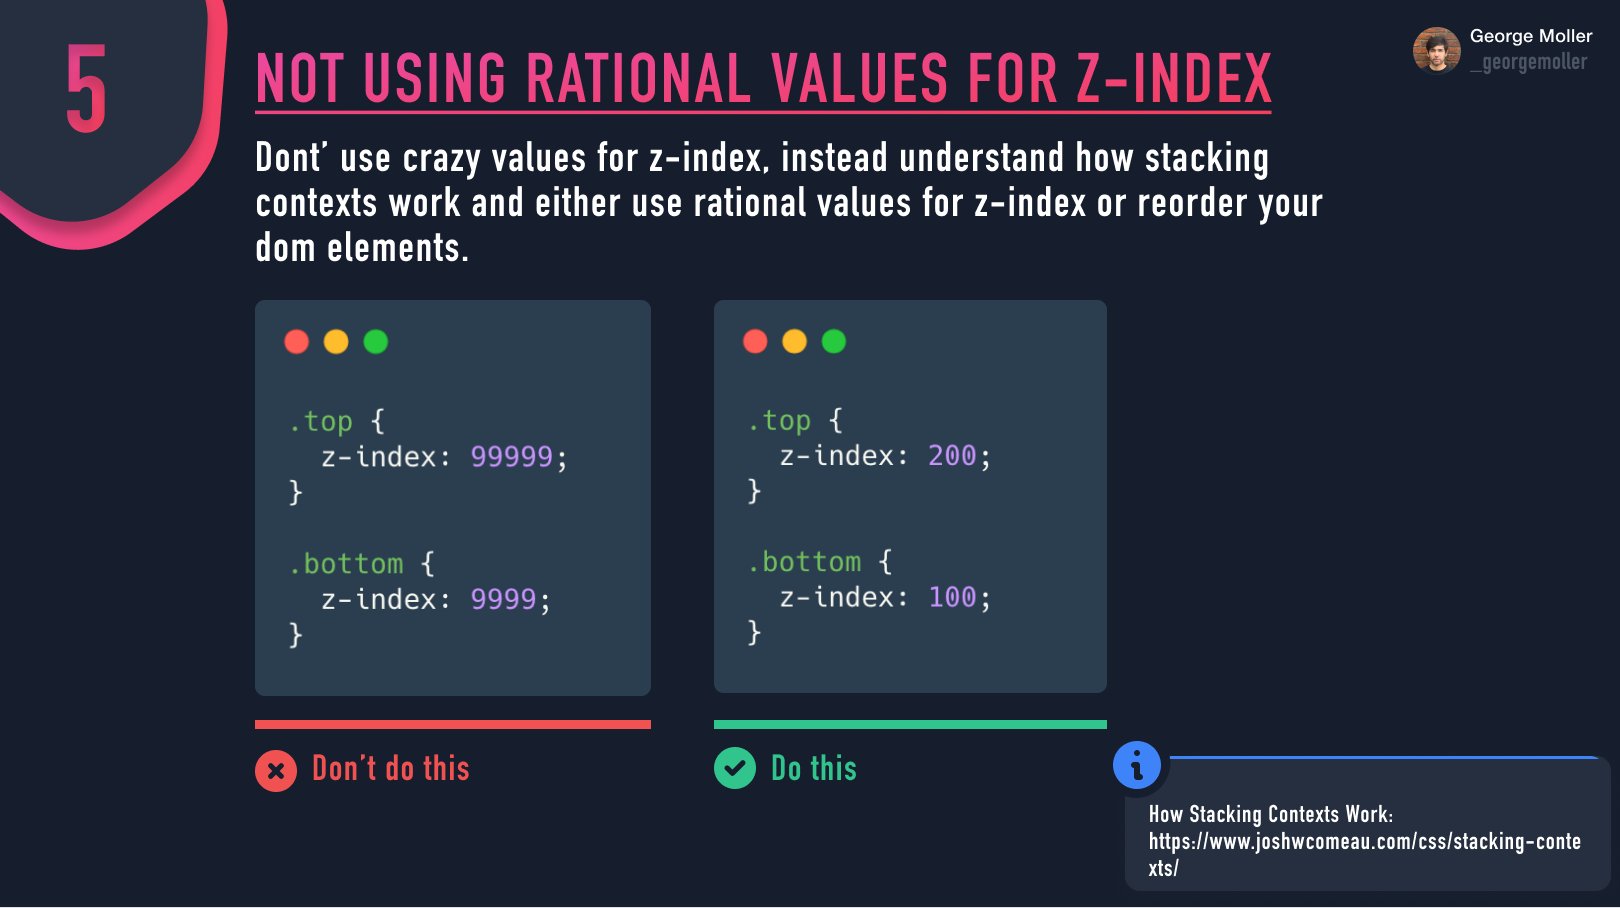 5
NOT USING RATIONAL VALUES FOR Z-INDEX
George Moller
_georgemoller
Dont’ use crazy values for z-index, instead understand how stacking
contexts work and either use rational values for z-index or reorder your
dom elements.
.top {
  z-index: 99999;
}
.bottom {
  z-index: 9999;
}
Don’t do this
.top {
  z-index: 200;
}
.bottom {
  z-index: 100;
}
Do this
How Stacking Contexts Work:
https://www.joshwcomeau.com/css/stacking-conte
xts/